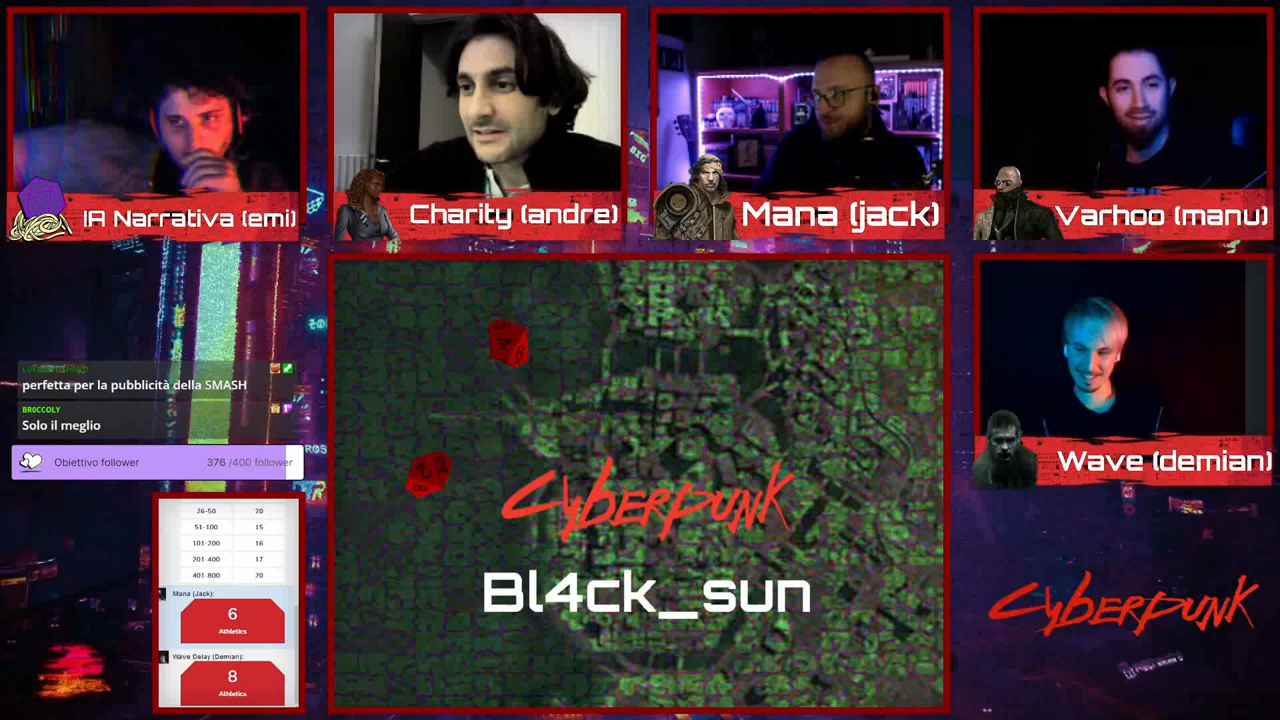 IA Narrativa (emi)
Charity (andre)
Mana (jack)
Varhoo (manu)
perfetta per la pubblicità della SMASH
BR0CCOLY
Solo il meglio
Obiettivo follower 376 /400 follower
26-50 20
51-100 15
101-200 16
201-400 17
401-800 20
Mana (Jack):
6
Athletics
Wave Delay (Demian):
8
Athletics
CYBERPUNK
Bl4ck_sun
Wave (demian)
CYBERPUNK